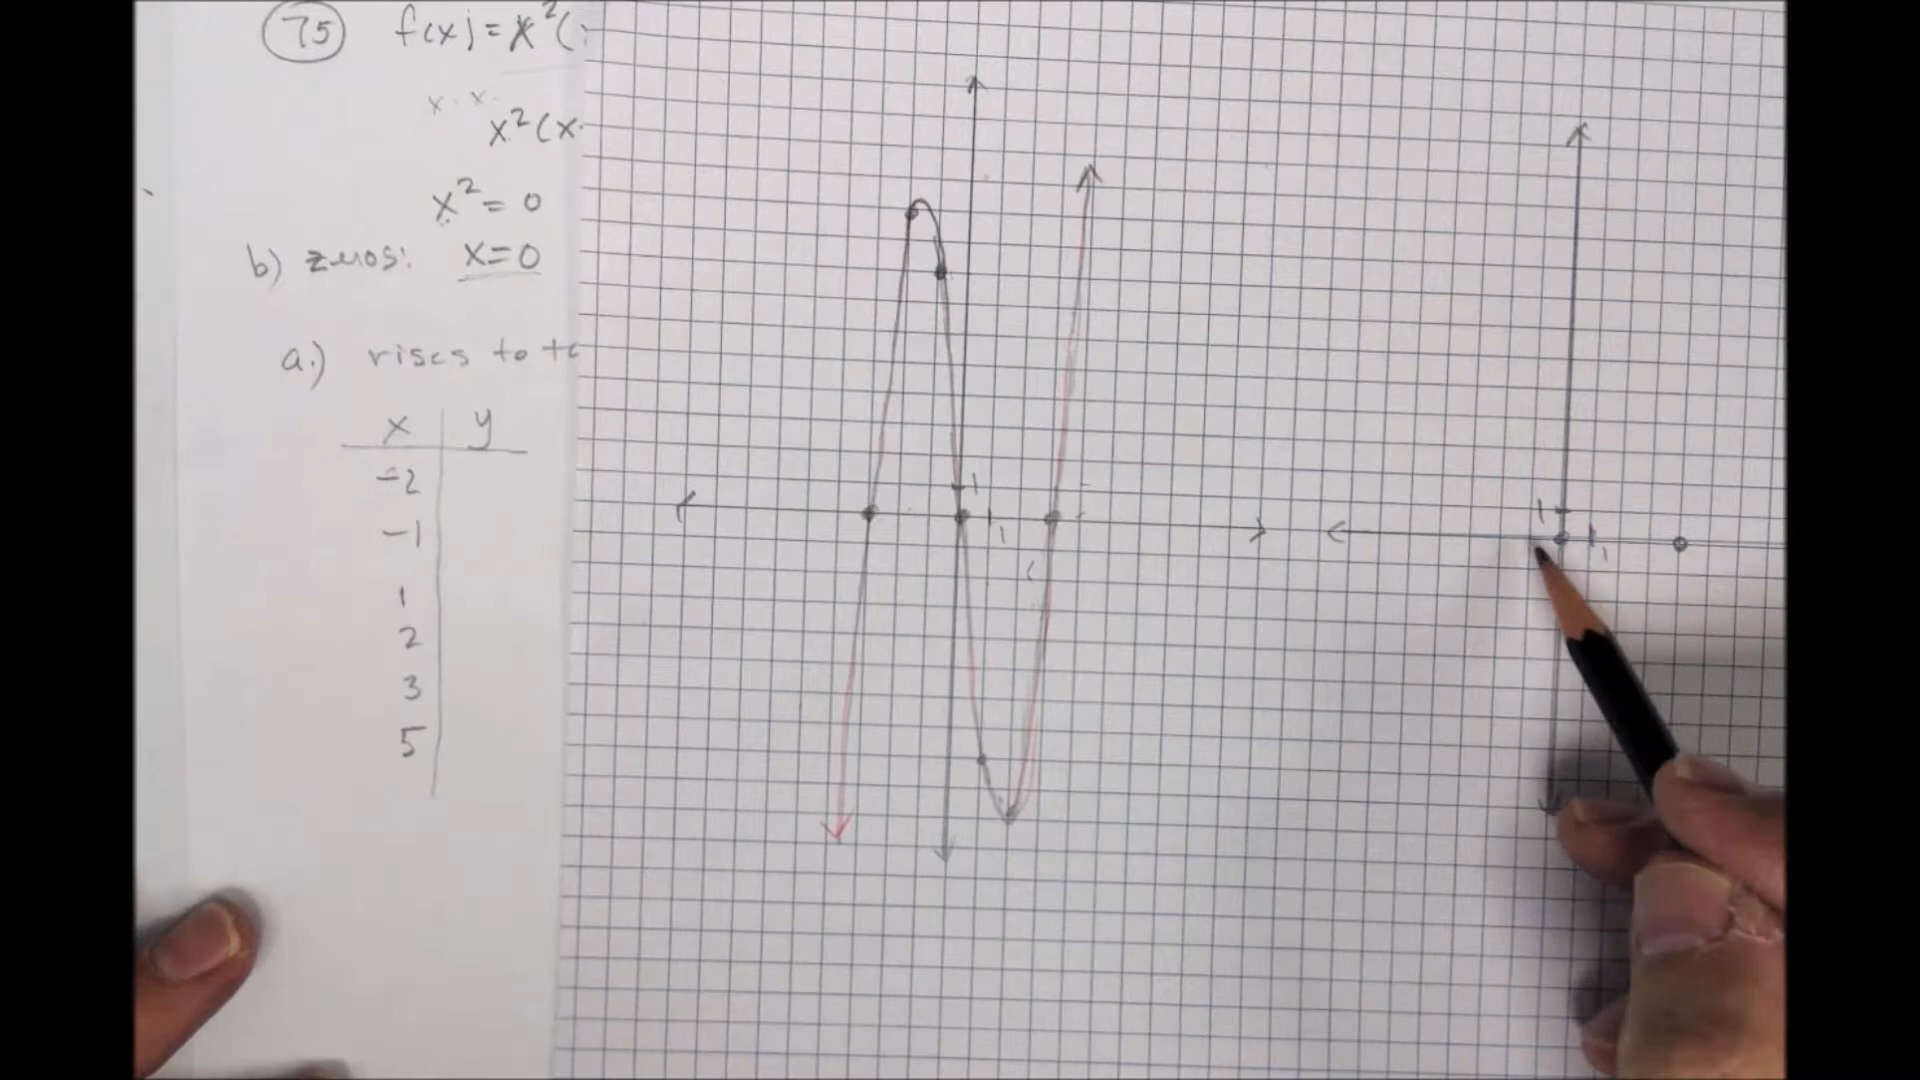 75 f(x) = x²(
x · x ·
x²(x-
x² = 0
b) zeros: x=0
a.) rises to t
x y
-2
-1
1
2
3
5
1
1
1
1